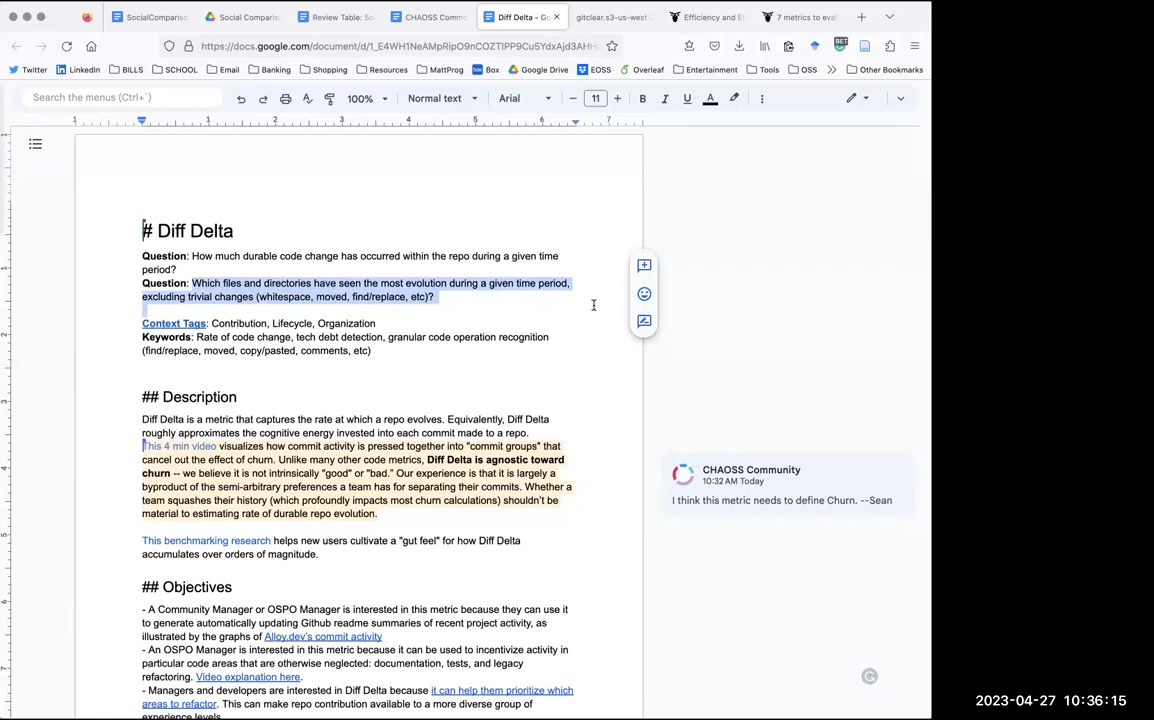 SocialComparis
Social Comparis
Review Table: So
CHAOSS Commu
Diff Delta - Go
gitclear.s3-us-west-
Efficiency and Ef
7 metrics to eval
https://docs.google.com/document/d/1_E4WH1NeAMpRipO9nCOZTlPP9Cu5YdxAjd3AHH
BETA
Twitter
LinkedIn
BILLS
SCHOOL
Email
Banking
Shopping
Resources
MattProg
Box
Google Drive
EOSS
Overleaf
Entertainment
Tools
OSS
Other Bookmarks
Search the menus (Ctrl+`)
100%
Normal text
Arial
11
B I U A
1 1 2 3 4 5 6 7
# Diff Delta
Question: How much durable code change has occurred within the repo during a given time
period?
Question: Which files and directories have seen the most evolution during a given time period,
excluding trivial changes (whitespace, moved, find/replace, etc)?
Context Tags: Contribution, Lifecycle, Organization
Keywords: Rate of code change, tech debt detection, granular code operation recognition
(find/replace, moved, copy/pasted, comments, etc)
## Description
Diff Delta is a metric that captures the rate at which a repo evolves. Equivalently, Diff Delta
roughly approximates the cognitive energy invested into each commit made to a repo.
This 4 min video visualizes how commit activity is pressed together into "commit groups" that
cancel out the effect of churn. Unlike many other code metrics, Diff Delta is agnostic toward
churn -- we believe it is not intrinsically "good" or "bad." Our experience is that it is largely a
byproduct of the semi-arbitrary preferences a team has for separating their commits. Whether a
team squashes their history (which profoundly impacts most churn calculations) shouldn't be
material to estimating rate of durable repo evolution.
This benchmarking research helps new users cultivate a "gut feel" for how Diff Delta
accumulates over orders of magnitude.
## Objectives
- A Community Manager or OSPO Manager is interested in this metric because they can use it
to generate automatically updating Github readme summaries of recent project activity, as
illustrated by the graphs of Alloy.dev's commit activity
- An OSPO Manager is interested in this metric because it can be used to incentivize activity in
particular code areas that are otherwise neglected: documentation, tests, and legacy
refactoring. Video explanation here.
- Managers and developers are interested in Diff Delta because it can help them prioritize which
areas to refactor. This can make repo contribution available to a more diverse group of
experience levels.
CHAOSS Community
10:32 AM Today
I think this metric needs to define Churn. --Sean
2023-04-27 10:36:15